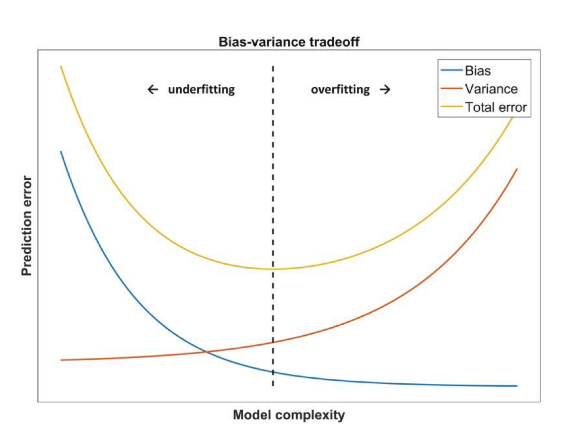 Bias-variance tradeoff
← underfitting
overfitting →
Bias
Variance
Total error
Prediction error
Model complexity